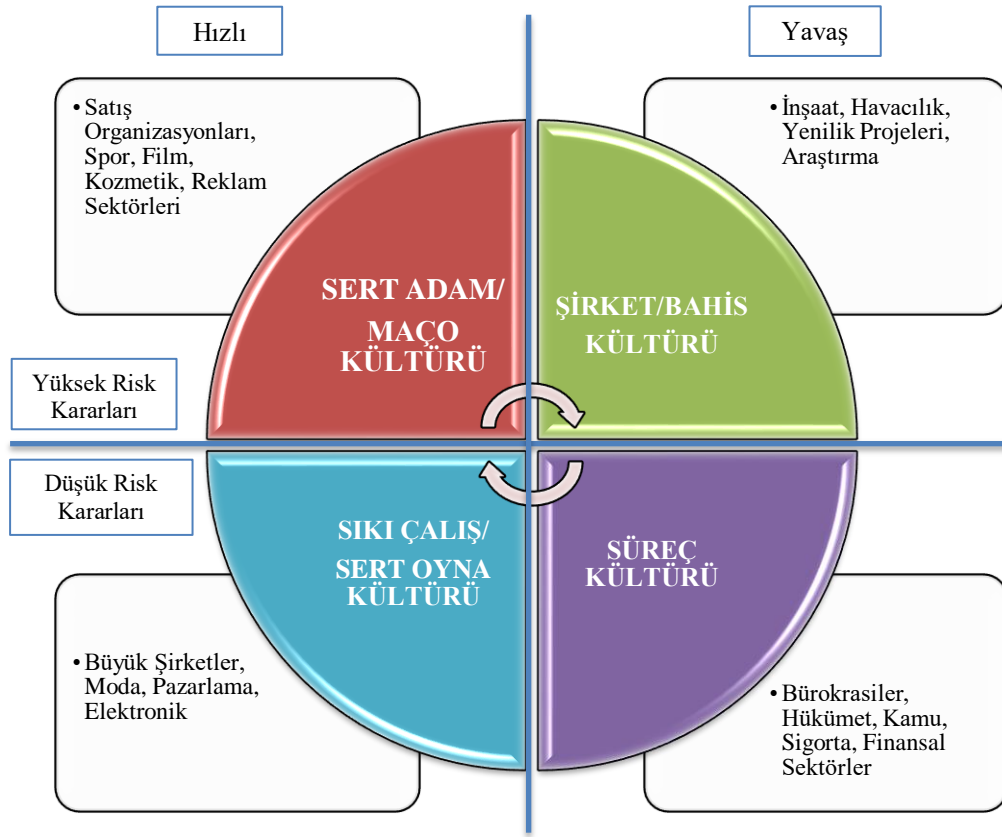 Hızlı
Yavaş
• Satış
Organizasyonları,
Spor, Film,
Kozmetik, Reklam
Sektörleri
• İnşaat, Havacılık,
Yenilik Projeleri,
Araştırma
SERT ADAM/
MAÇO
KÜLTÜRÜ
ŞİRKET/BAHİS
KÜLTÜRÜ
Yüksek Risk
Kararları
Düşük Risk
Kararları
SIKI ÇALIŞ/
SERT OYNA
KÜLTÜRÜ
SÜREÇ
KÜLTÜRÜ
• Büyük Şirketler,
Moda, Pazarlama,
Elektronik
• Bürokrasiler,
Hükümet, Kamu,
Sigorta, Finansal
Sektörler